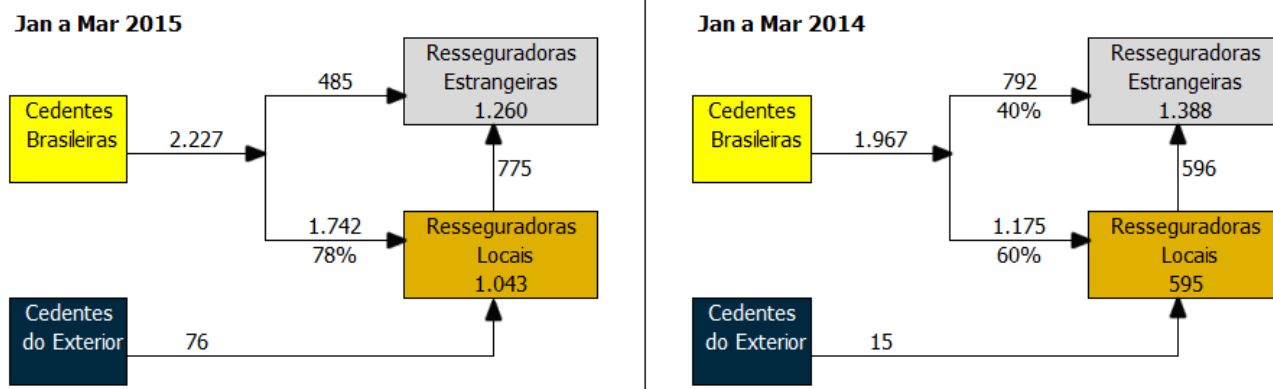 Jan a Mar 2015
Resseguradoras
Estrangeiras
1.260
485
Cedentes
Brasileiras
2.227
775
1.742
78%
Resseguradoras
Locais
1.043
Cedentes
do Exterior
76
Jan a Mar 2014
Resseguradoras
Estrangeiras
1.388
792
40%
Cedentes
Brasileiras
1.967
596
1.175
60%
Resseguradoras
Locais
595
Cedentes
do Exterior
15